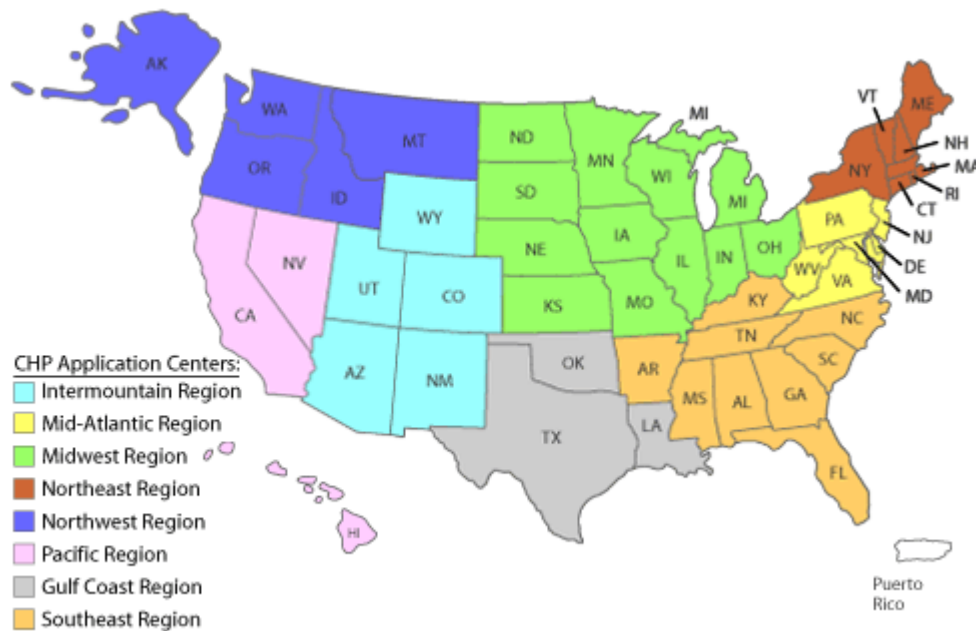 AK
WA
OR
MT
ID
WY
NV
CA
UT
CO
AZ
NM
ND
SD
NE
KS
MN
IA
MO
WI
MI
MI
IL
IN
OH
KY
TN
AR
MS
AL
GA
SC
NC
FL
OK
TX
LA
PA
WV
VA
NY
VT
ME
NH
MA
RI
CT
NJ
DE
MD
HI
CHP Application Centers:
Intermountain Region
Mid-Atlantic Region
Midwest Region
Northeast Region
Northwest Region
Pacific Region
Gulf Coast Region
Southeast Region
Puerto
Rico